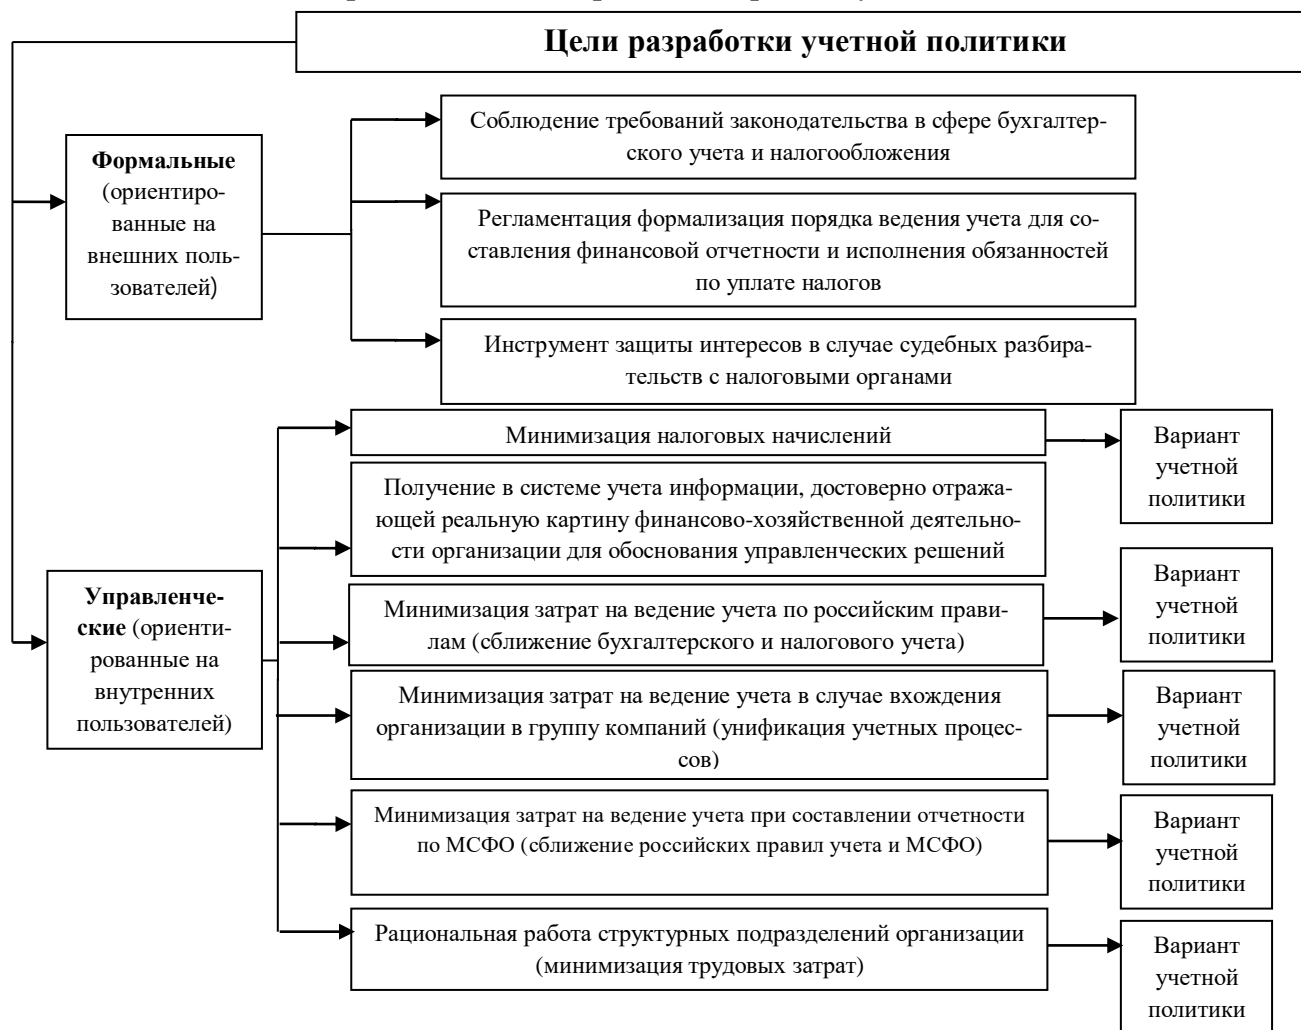 Цели разработки учетной политики
Формальные
(ориентиро-
ванные на
внешних поль-
зователей)
Соблюдение требований законодательства в сфере бухгалтер-
ского учета и налогообложения
Регламентация формализация порядка ведения учета для со-
ставления финансовой отчетности и исполнения обязанностей
по уплате налогов
Инструмент защиты интересов в случае судебных разбира-
тельств с налоговыми органами
Управленче-
ские (ориенти-
рованные на
внутренних
пользователей)
Минимизация налоговых начислений
Вариант
учетной
политики
Получение в системе учета информации, достоверно отража-
ющей реальную картину финансово-хозяйственной деятельно-
сти организации для обоснования управленческих решений
Минимизация затрат на ведение учета по российским прави-
лам (сближение бухгалтерского и налогового учета)
Вариант
учетной
политики
Минимизация затрат на ведение учета в случае вхождения
организации в группу компаний (унификация учетных процес-
сов)
Вариант
учетной
политики
Минимизация затрат на ведение учета при составлении отчетности
по МСФО (сближение российских правил учета и МСФО)
Вариант
учетной
политики
Рациональная работа структурных подразделений организации
(минимизация трудовых затрат)
Вариант
учетной
политики